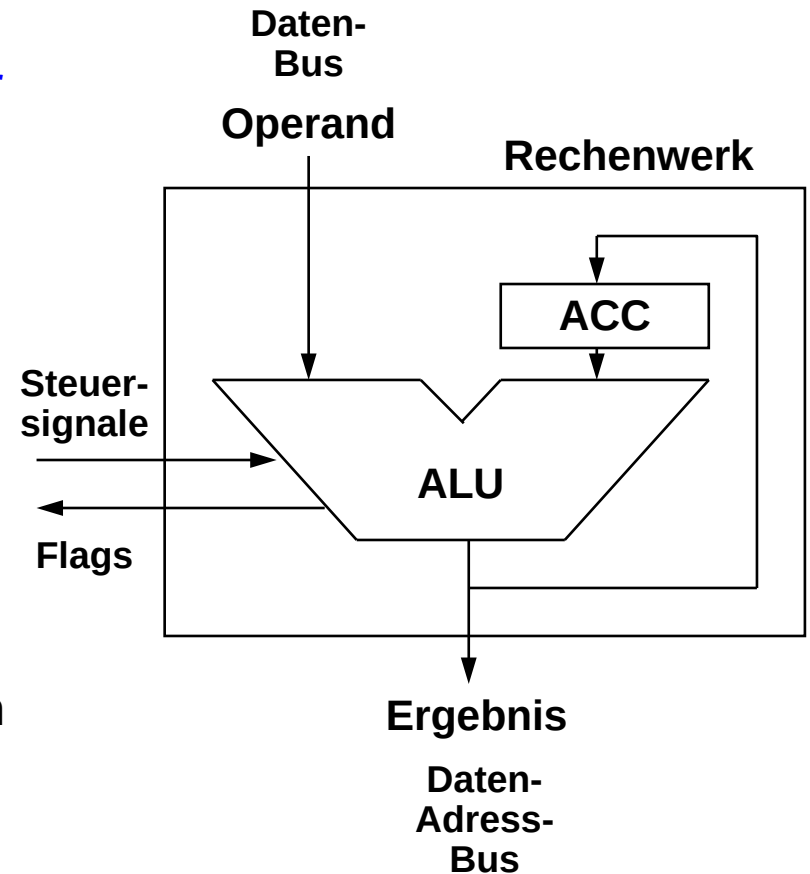 Daten-
Bus
Operand
Rechenwerk
ACC
Steuer-
signale
ALU
Flags
Ergebnis
Daten-
Adress-
Bus